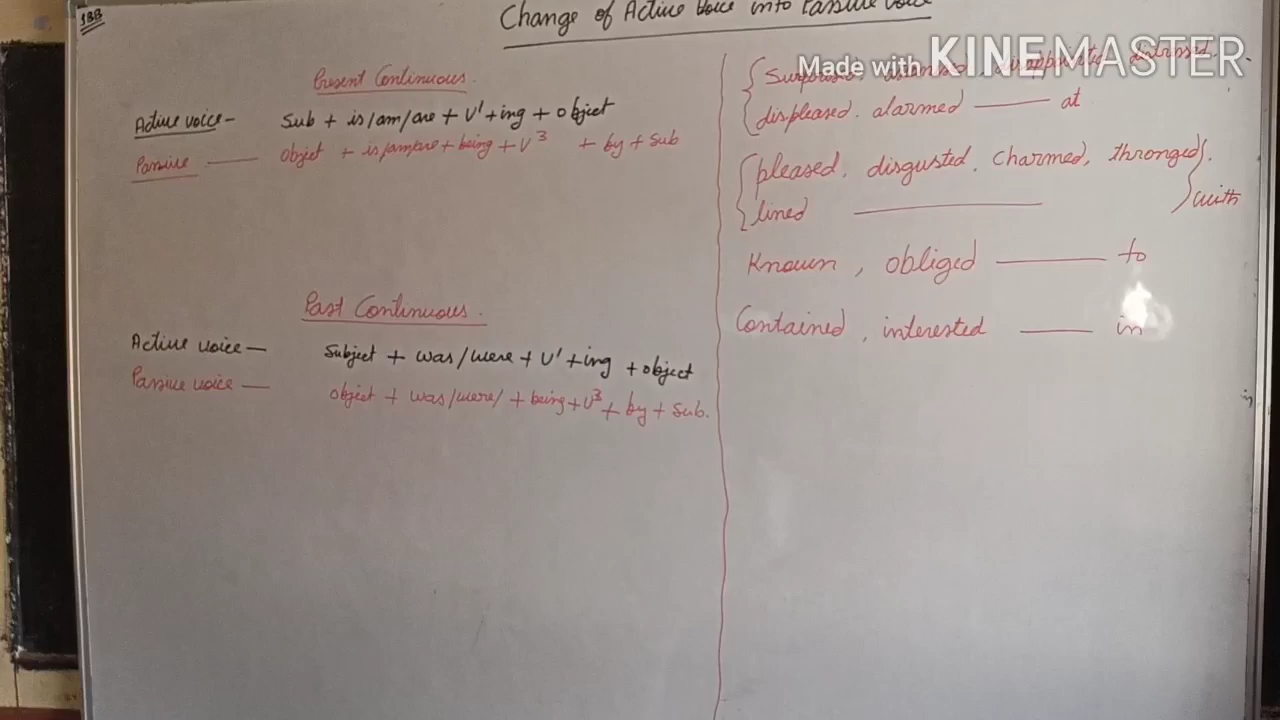 188
Change of Active Voice into Passive voice
Present Continuous.
Active voice - Sub + is/am/are + V¹ + ing + object
Passive — object + is/am/are + being + V³ + by + Sub
Past Continuous.
Active voice — Subject + was/were + V¹ + ing + object
Passive voice — object + was/were/ + being + V³ + by + Sub.
Made with KINEMASTER
Surprised, distressed.
displeased. alarmed — at
pleased, disgusted, charmed, thronged.
lined — with
Known, obliged — to
Contained, interested — in